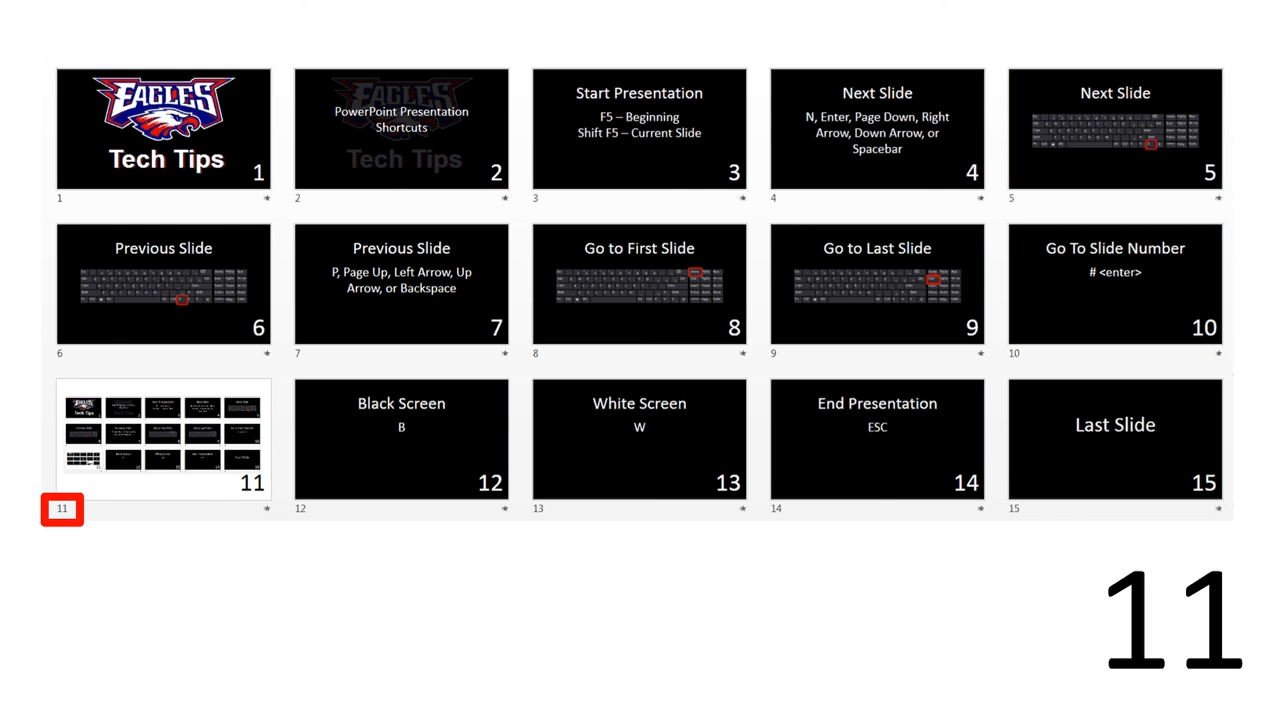 EAGLES
Tech Tips
1
PowerPoint Presentation
Shortcuts
Tech Tips
2
Start Presentation
F5 – Beginning
Shift F5 – Current Slide
3
Next Slide
N, Enter, Page Down, Right
Arrow, Down Arrow, or
Spacebar
4
Next Slide
5
1
2
3
4
5
Previous Slide
6
Previous Slide
P, Page Up, Left Arrow, Up
Arrow, or Backspace
7
Go to First Slide
8
Go to Last Slide
9
Go To Slide Number
# <enter>
10
6
7
8
9
10
Tech Tips
11
Black Screen
B
12
White Screen
W
13
End Presentation
ESC
14
Last Slide
15
11
12
13
14
15
11